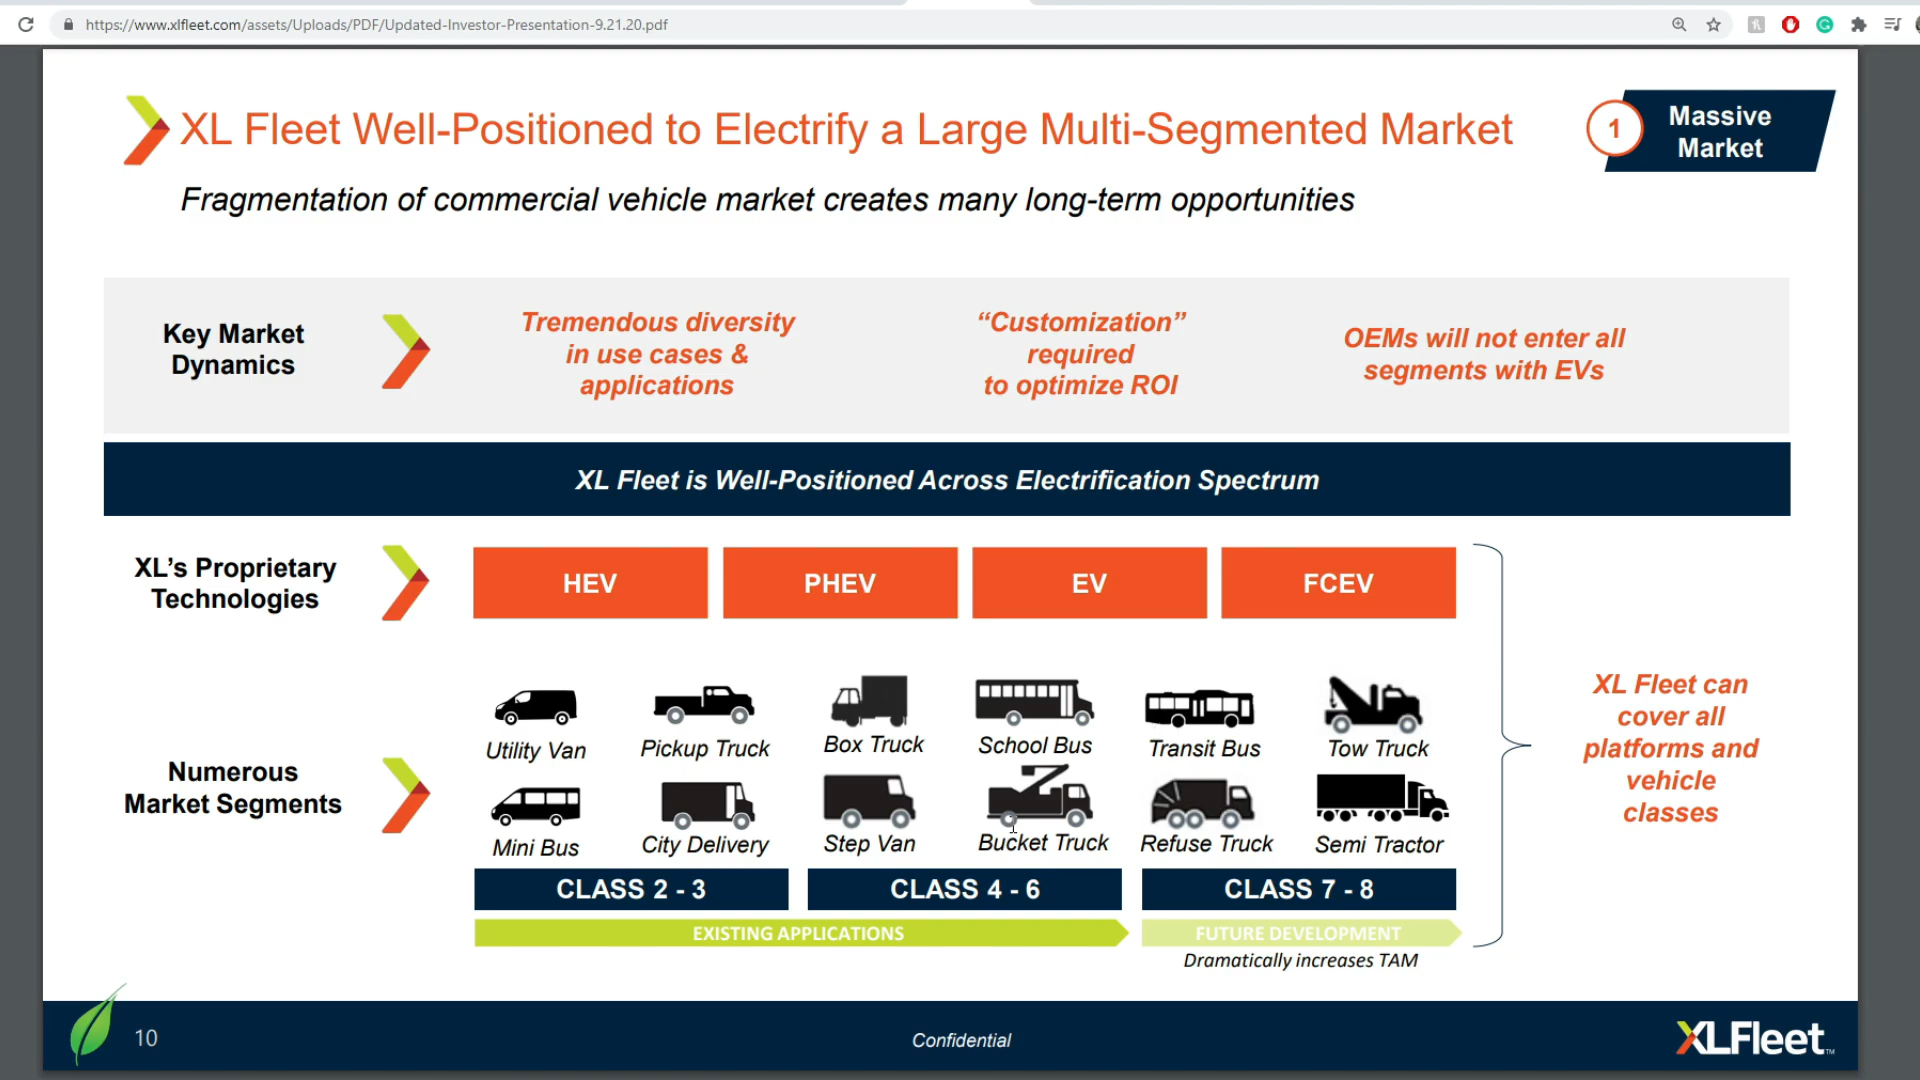 https://www.xlfleet.com/assets/Uploads/PDF/Updated-Investor-Presentation-9.21.20.pdf
XL Fleet Well-Positioned to Electrify a Large Multi-Segmented Market
1
Massive
Market
Fragmentation of commercial vehicle market creates many long-term opportunities
Key Market
Dynamics
Tremendous diversity
in use cases &
applications
“Customization”
required
to optimize ROI
OEMs will not enter all
segments with EVs
XL Fleet is Well-Positioned Across Electrification Spectrum
XL’s Proprietary
Technologies
HEV
PHEV
EV
FCEV
Numerous
Market Segments
Utility Van
Pickup Truck
Box Truck
School Bus
Transit Bus
Tow Truck
Mini Bus
City Delivery
Step Van
Bucket Truck
Refuse Truck
Semi Tractor
CLASS 2 - 3
CLASS 4 - 6
CLASS 7 - 8
EXISTING APPLICATIONS
FUTURE DEVELOPMENT
Dramatically increases TAM
XL Fleet can
cover all
platforms and
vehicle
classes
10
Confidential
XLFleet™